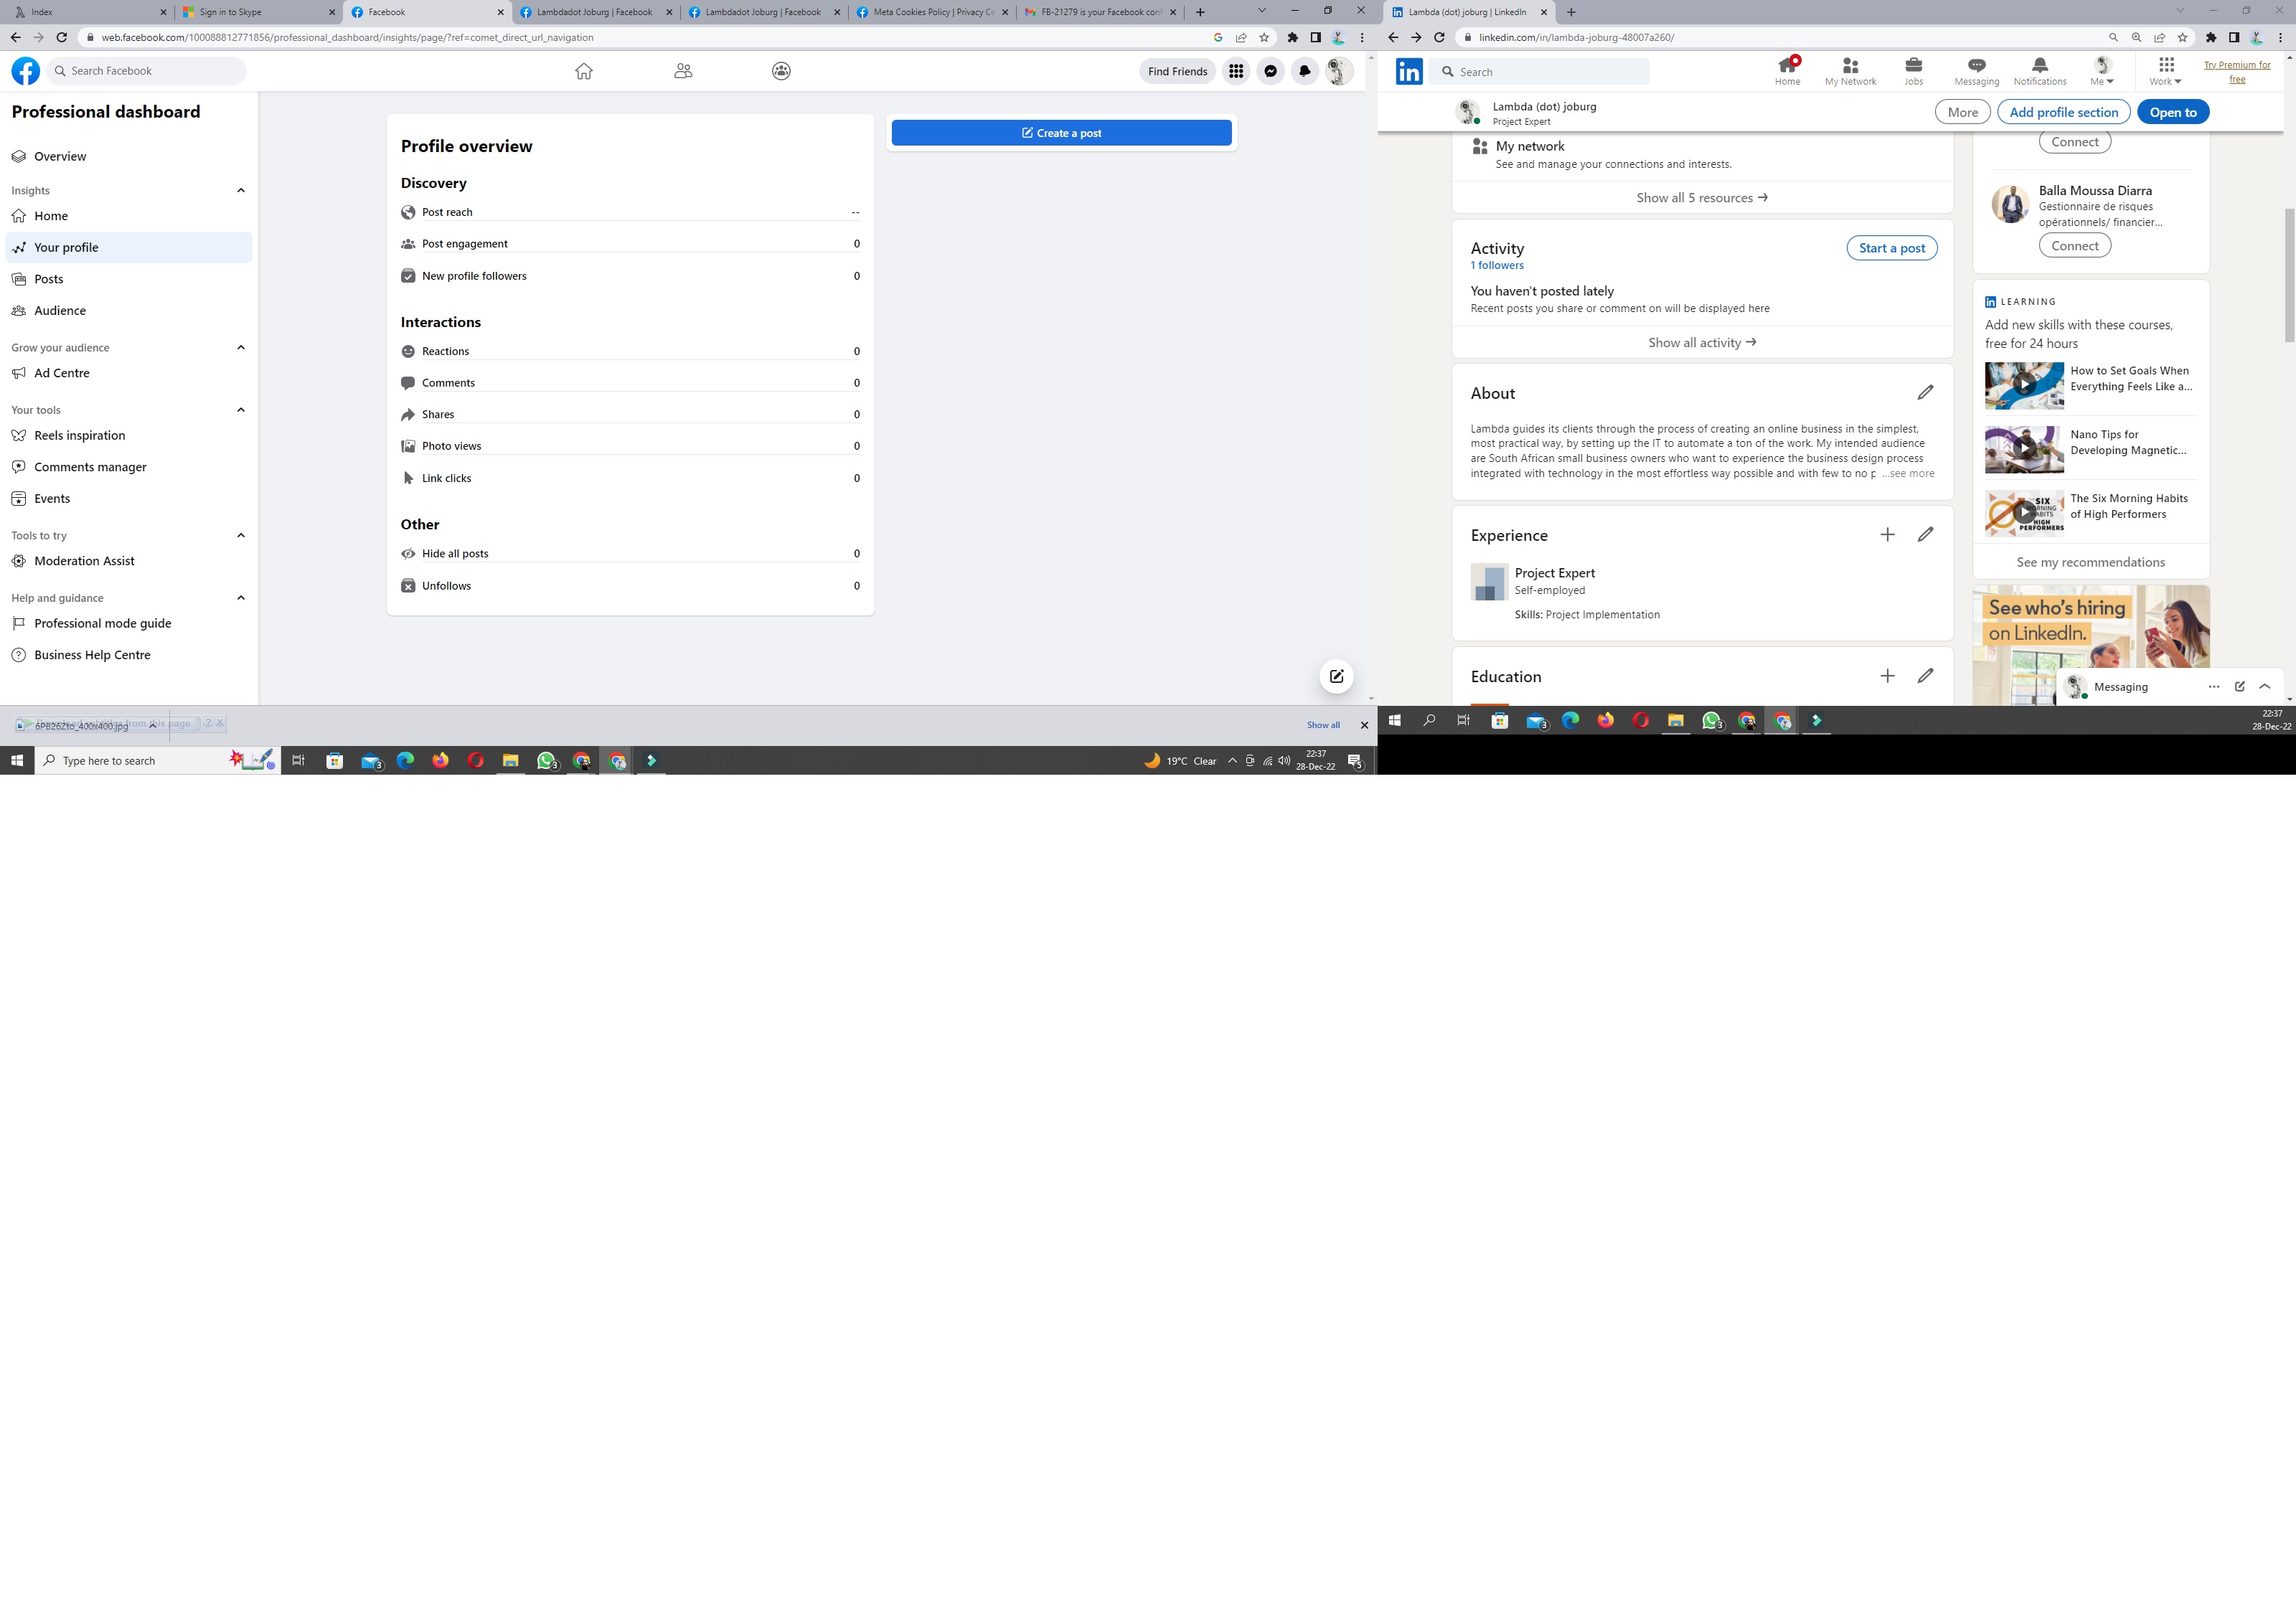 Index
Sign in to Skype
Facebook
Lambdadot Joburg | Facebook
Lambdadot Joburg | Facebook
Meta Cookies Policy | Privacy Ce
FB-21279 is your Facebook con
web.facebook.com/100088812771856/professional_dashboard/insights/page/?ref=comet_direct_url_navigation
Search Facebook
Find Friends
Professional dashboard
Overview
Insights
Home
Your profile
Posts
Audience
Grow your audience
Ad Centre
Your tools
Reels inspiration
Comments manager
Events
Tools to try
Moderation Assist
Help and guidance
Professional mode guide
Business Help Centre
Profile overview
Discovery
Post reach --
Post engagement 0
New profile followers 0
Interactions
Reactions 0
Comments 0
Shares 0
Photo views 0
Link clicks 0
Other
Hide all posts 0
Unfollows 0
Create a post
6PB26Zto_400x400.jpg
Show all
Type here to search
3
3
19°C Clear
22:37
28-Dec-22
5
Lambda (dot) joburg | LinkedIn
linkedin.com/in/lambda-joburg-48007a260/
in
Search
Home
My Network
Jobs
Messaging
Notifications
Me
Work
Try Premium for
free
Lambda (dot) joburg
Project Expert
More
Add profile section
Open to
My network
See and manage your connections and interests.
Show all 5 resources →
Activity
1 followers
Start a post
You haven't posted lately
Recent posts you share or comment on will be displayed here
Show all activity →
About
Lambda guides its clients through the process of creating an online business in the simplest,
most practical way, by setting up the IT to automate a ton of the work. My intended audience
are South African small business owners who want to experience the business design process
integrated with technology in the most effortless way possible and with few to no p ...see more
Experience
Project Expert
Self-employed
Skills: Project Implementation
Education
Connect
Balla Moussa Diarra
Gestionnaire de risques
opérationnels/ financier...
Connect
in LEARNING
Add new skills with these courses,
free for 24 hours
How to Set Goals When
Everything Feels Like a...
Nano Tips for
Developing Magnetic...
SIX
MORNING
HABITS
HIGH
PERFORMERS
The Six Morning Habits
of High Performers
See my recommendations
See who's hiring
on LinkedIn.
Messaging
3
3
22:37
28-Dec-22